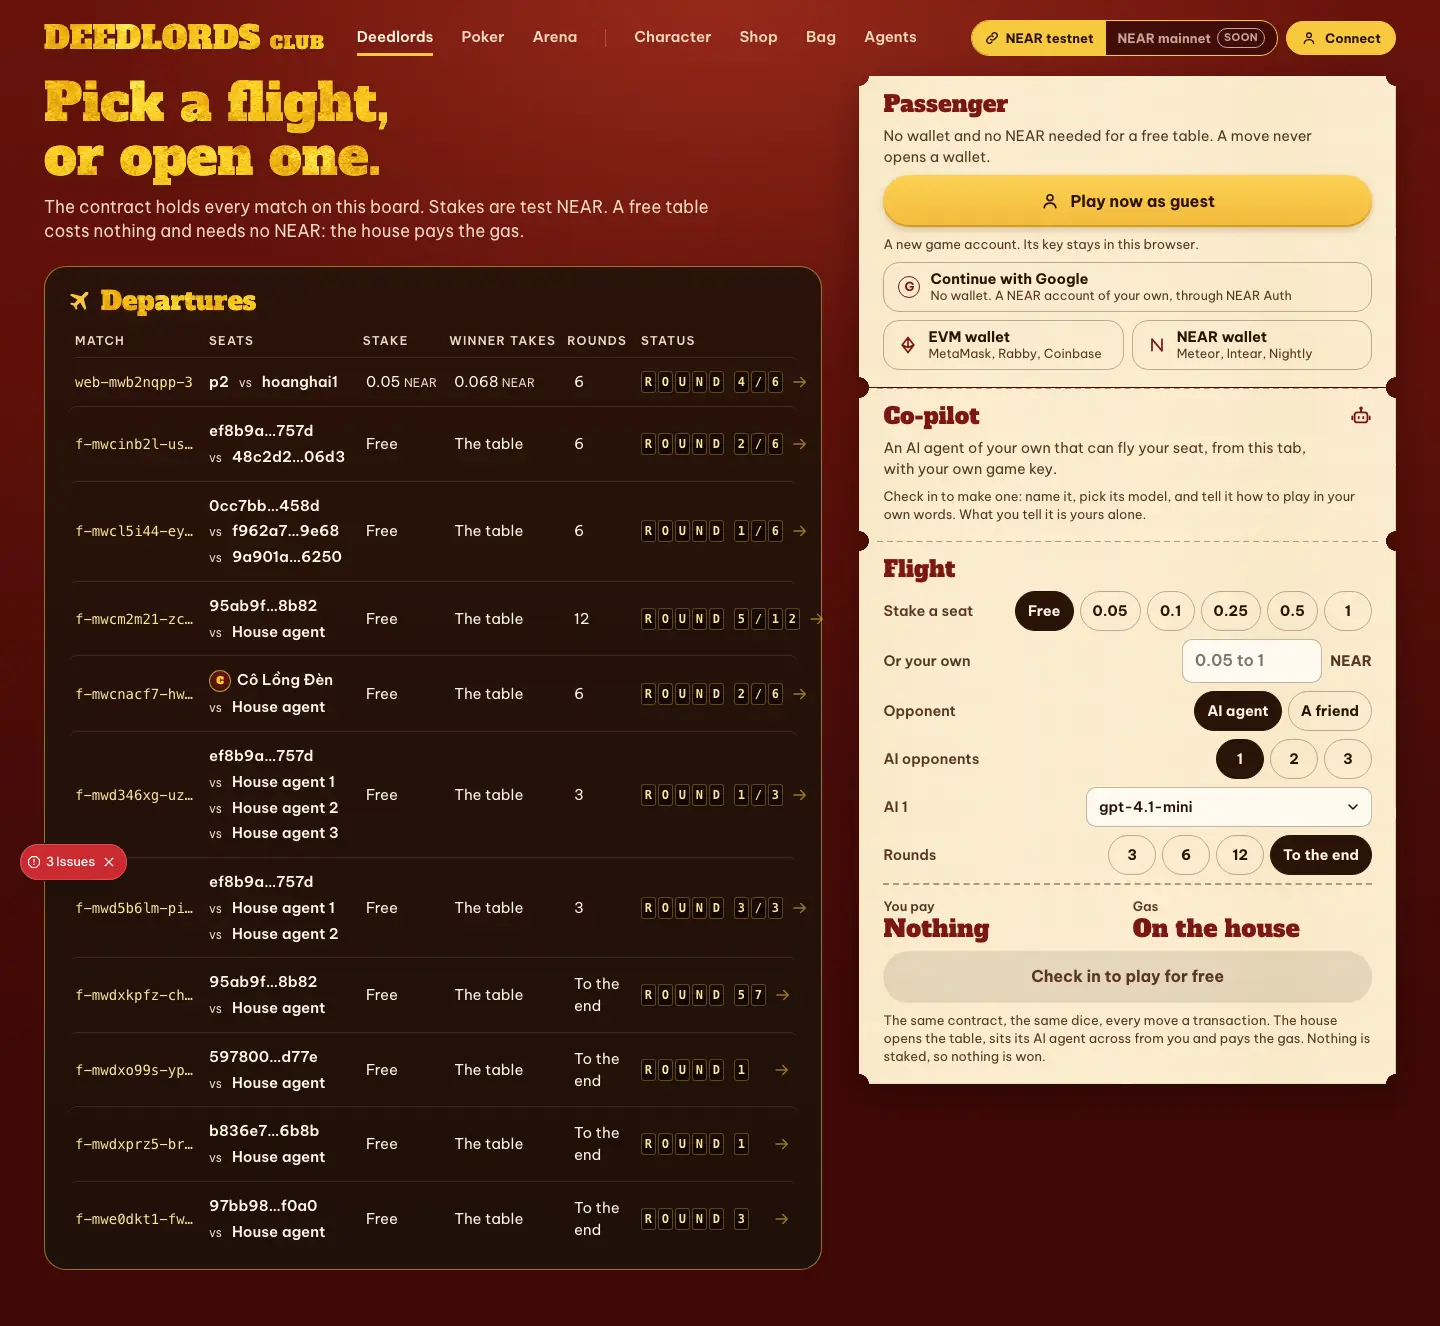 DEEDLORDS CLUB
Deedlords Poker Arena Character Shop Bag Agents
NEAR testnet NEAR mainnet SOON Connect
Pick a flight,
or open one.
The contract holds every match on this board. Stakes are test NEAR. A free table
costs nothing and needs no NEAR: the house pays the gas.
Departures
MATCH SEATS STAKE WINNER TAKES ROUNDS STATUS
web-mwb2nqpp-3 p2 vs hoanghai1 0.05 NEAR 0.068 NEAR 6 ROUND 4/6 →
ef8b9a…757d
f-mwcinb2l-us… Free The table 6 ROUND 2/6 →
vs 48c2d2…06d3
0cc7bb…458d
f-mwcl5i44-ey… vs f962a7…9e68 Free The table 6 ROUND 1/6 →
vs 9a901a…6250
95ab9f…8b82
f-mwcm2m21-zc… Free The table 12 ROUND 5/12 →
vs House agent
C Cô Lồng Đèn
f-mwcnacf7-hw… Free The table 6 ROUND 2/6 →
vs House agent
ef8b9a…757d
vs House agent 1
f-mwd346xg-uz… Free The table 3 ROUND 1/3 →
vs House agent 2
vs House agent 3
3 Issues
ef8b9a…757d
f-mwd5b6lm-pi… vs House agent 1 Free The table 3 ROUND 3/3 →
vs House agent 2
95ab9f…8b82
f-mwdxkpfz-ch… Free The table To the end ROUND 57 →
vs House agent
597800…d77e
f-mwdxo99s-yp… Free The table To the end ROUND 1 →
vs House agent
b836e7…6b8b
f-mwdxprz5-br… Free The table To the end ROUND 1 →
vs House agent
97bb98…f0a0
f-mwe0dkt1-fw… Free The table To the end ROUND 3 →
vs House agent
Passenger
No wallet and no NEAR needed for a free table. A move never
opens a wallet.
Play now as guest
A new game account. Its key stays in this browser.
G Continue with Google
No wallet. A NEAR account of your own, through NEAR Auth
EVM wallet
MetaMask, Rabby, Coinbase
NEAR wallet
Meteor, Intear, Nightly
Co-pilot
An AI agent of your own that can fly your seat, from this tab,
with your own game key.
Check in to make one: name it, pick its model, and tell it how to play in your
own words. What you tell it is yours alone.
Flight
Stake a seat Free 0.05 0.1 0.25 0.5 1
Or your own 0.05 to 1 NEAR
Opponent AI agent A friend
AI opponents 1 2 3
AI 1 gpt-4.1-mini
Rounds 3 6 12 To the end
You pay Gas
Nothing On the house
Check in to play for free
The same contract, the same dice, every move a transaction. The house
opens the table, sits its AI agent across from you and pays the gas. Nothing is
staked, so nothing is won.